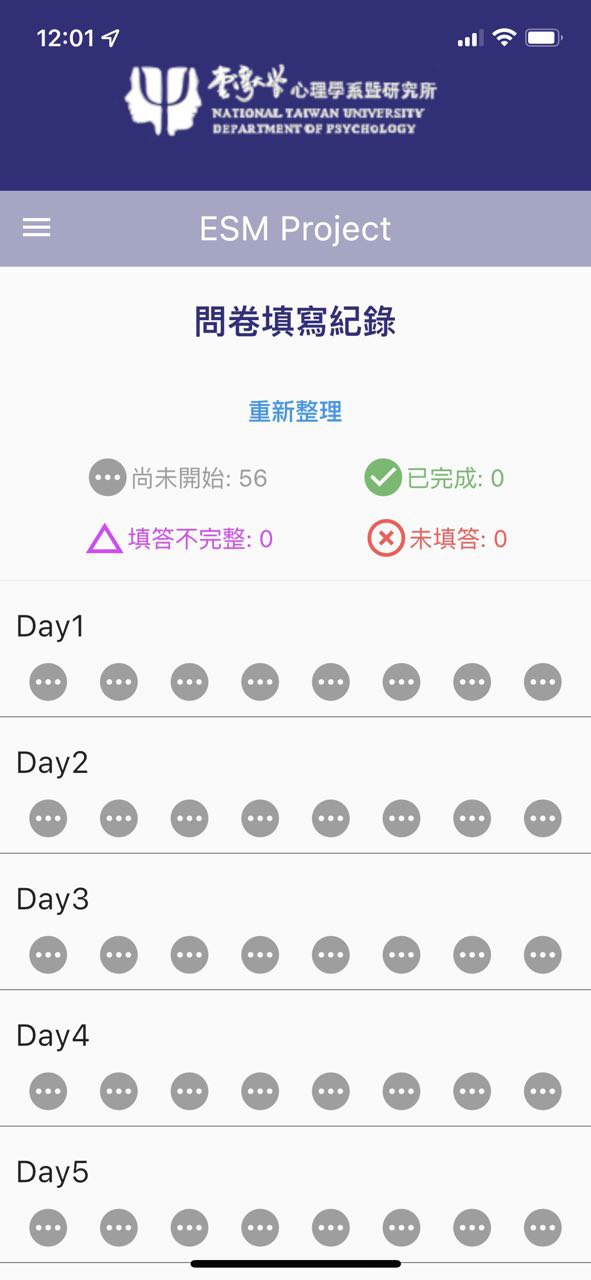 12:01
臺灣大學 心理學系暨研究所
NATIONAL TAIWAN UNIVERSITY
DEPARTMENT OF PSYCHOLOGY
ESM Project
問卷填寫紀錄
重新整理
尚未開始: 56
已完成: 0
填答不完整: 0
未填答: 0
Day1
Day2
Day3
Day4
Day5